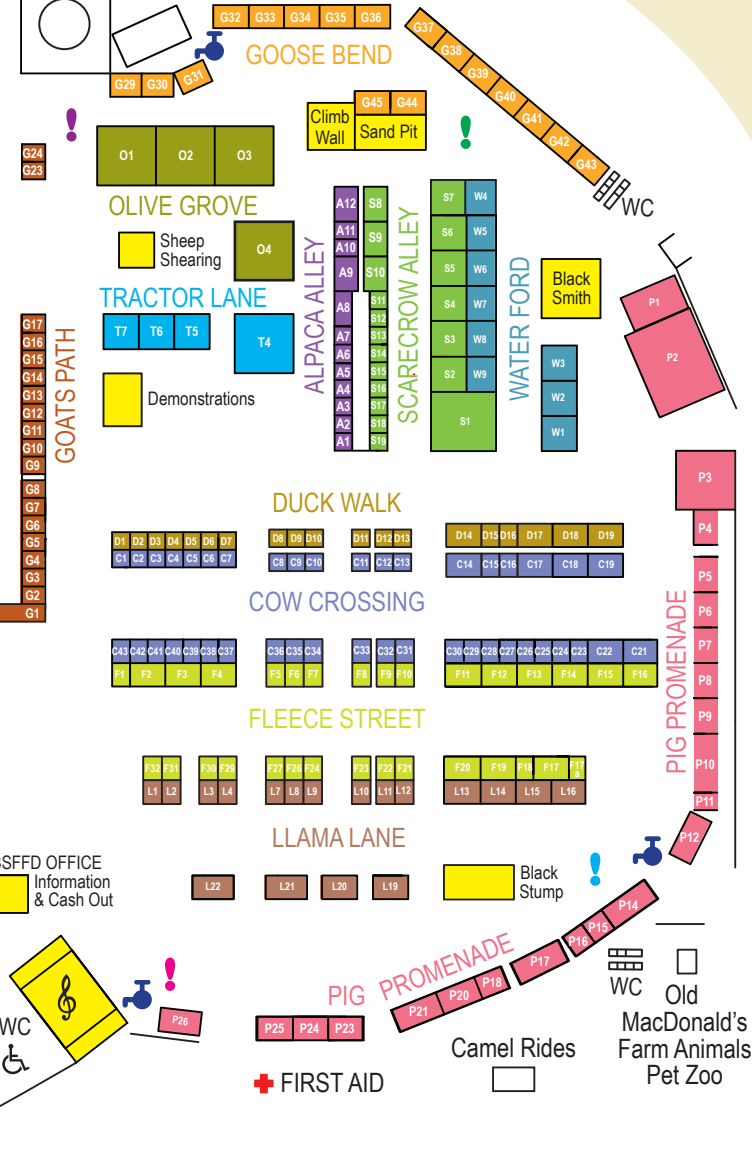 G32 G33 G34 G35 G36
G37
G38
G39
G40
G41
G42
G43
GOOSE BEND
G29 G30 G31
G45 G44
Climb
Wall
Sand Pit
!
!
G24
G23
O1 O2 O3
WC
OLIVE GROVE
O4
Sheep
Shearing
TRACTOR LANE
T7 T6 T5
T4
Demonstrations
GOATS PATH
G17
G16
G15
G14
G13
G12
G11
G10
G9
G8
G7
G6
G5
G4
G3
G2
G1
ALPACA ALLEY
A12
A11
A10
A9
A8
A7
A6
A5
A4
A3
A2
A1
S8
S9
S10
S11
S12
S13
S14
S15
S16
S17
S18
S19
SCARECROW ALLEY
S7 W4
S6 W5
S5 W6
S4 W7
S3 W8
S2 W9
S1
WATER FORD
Black
Smith
W3
W2
W1
P1
P2
P3
P4
P5
P6
P7
P8
P9
P10
P11
P12
PIG PROMENADE
DUCK WALK
D1 D2 D3 D4 D5 D6 D7 D8 D9 D10 D11 D12 D13 D14 D15 D16 D17 D18 D19
C1 C2 C3 C4 C5 C6 C7 C8 C9 C10 C11 C12 C13 C14 C15 C16 C17 C18 C19
COW CROSSING
C43 C42 C41 C40 C39 C38 C37 C36 C35 C34 C33 C32 C31 C30 C29 C28 C27 C26 C25 C24 C23 C22 C21
F1 F2 F3 F4 F5 F6 F7 F8 F9 F10 F11 F12 F13 F14 F15 F16
FLEECE STREET
F32 F31 F30 F29 F27 F26 F24 F23 F22 F21 F20 F19 F18 F17 F17a
L1 L2 L3 L4 L7 L8 L9 L10 L11 L12 L13 L14 L15 L16
LLAMA LANE
L22 L21 L20 L19
SSFFD OFFICE
Information
& Cash Out
Black
Stump
!
!
P14
P15
P16
P17
P18
P20
P21
PIG PROMENADE
P23
P24
P25
P26
WC
WC
Old
MacDonald's
Farm Animals
Pet Zoo
Camel Rides
FIRST AID